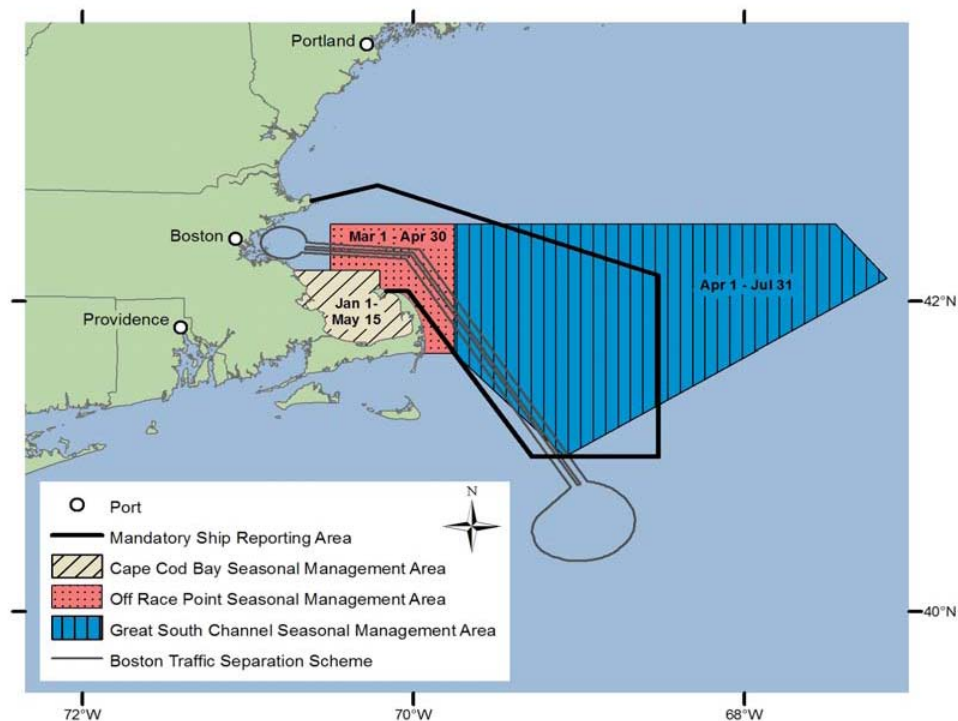 Portland
Boston
Mar 1 - Apr 30
Apr 1 - Jul 31
42°N
Jan 1-
May 15
Providence
N
Port
Mandatory Ship Reporting Area
Cape Cod Bay Seasonal Management Area
Off Race Point Seasonal Management Area
Great South Channel Seasonal Management Area
Boston Traffic Separation Scheme
40°N
72°W
70°W
68°W